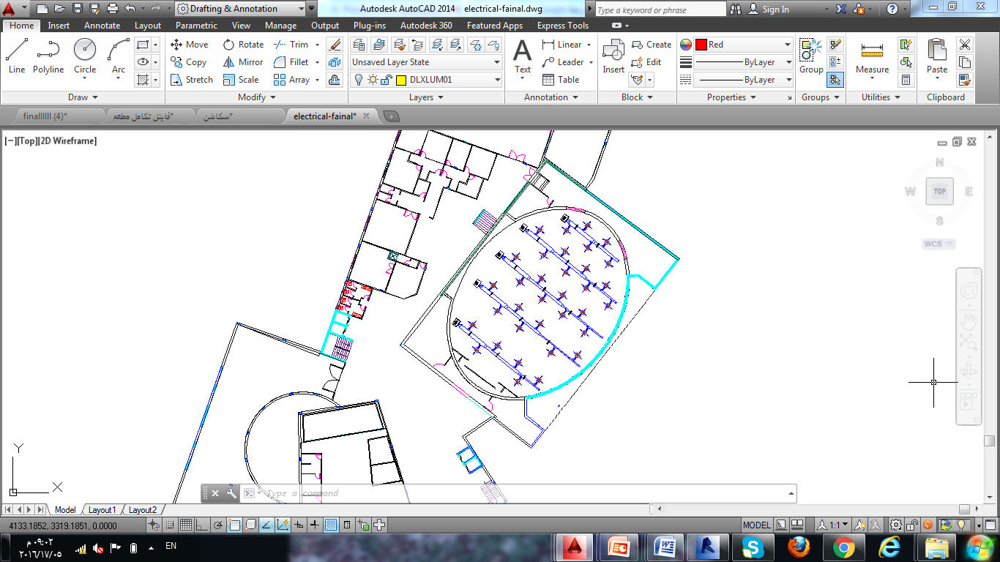 Drafting & Annotation
Autodesk AutoCAD 2014 electrical-fainal.dwg
Type a keyword or phrase
Sign In
Home Insert Annotate Layout Parametric View Manage Output Plug-ins Autodesk 360 Featured Apps Express Tools
Line Polyline Circle Arc
Move Rotate Trim
Copy Mirror Fillet
Stretch Scale Array
Unsaved Layer State
DLXLUM01
Text
Linear
Leader
Table
Insert
Create
Edit
Red
ByLayer
ByLayer
Group
Measure
Paste
Draw Modify Layers Annotation Block Properties Groups Utilities Clipboard
finallllll (4)*
فاينل تكامل مطعم*
سكاشن*
electrical-fainal*
[−][Top][2D Wireframe]
N
W TOP E
S
WCS
Y
X
Type a command
Model Layout1 Layout2
4133.1852, 3319.1851, 0.0000
MODEL
1:1
٠٩:٠٢ م
٢٠١٦/١٧/٠٥
EN